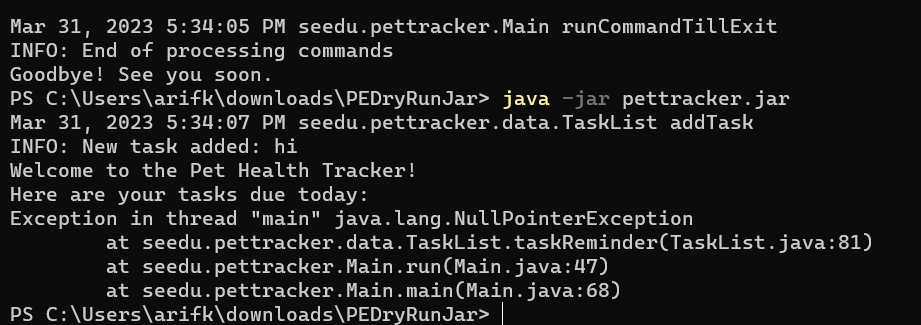 Mar 31, 2023 5:34:05 PM seedu.pettracker.Main runCommandTillExit
INFO: End of processing commands
Goodbye! See you soon.
PS C:\Users\arifk\downloads\PEDryRunJar> java -jar pettracker.jar
Mar 31, 2023 5:34:07 PM seedu.pettracker.data.TaskList addTask
INFO: New task added: hi
Welcome to the Pet Health Tracker!
Here are your tasks due today:
Exception in thread "main" java.lang.NullPointerException
        at seedu.pettracker.data.TaskList.taskReminder(TaskList.java:81)
        at seedu.pettracker.Main.run(Main.java:47)
        at seedu.pettracker.Main.main(Main.java:68)
PS C:\Users\arifk\downloads\PEDryRunJar>